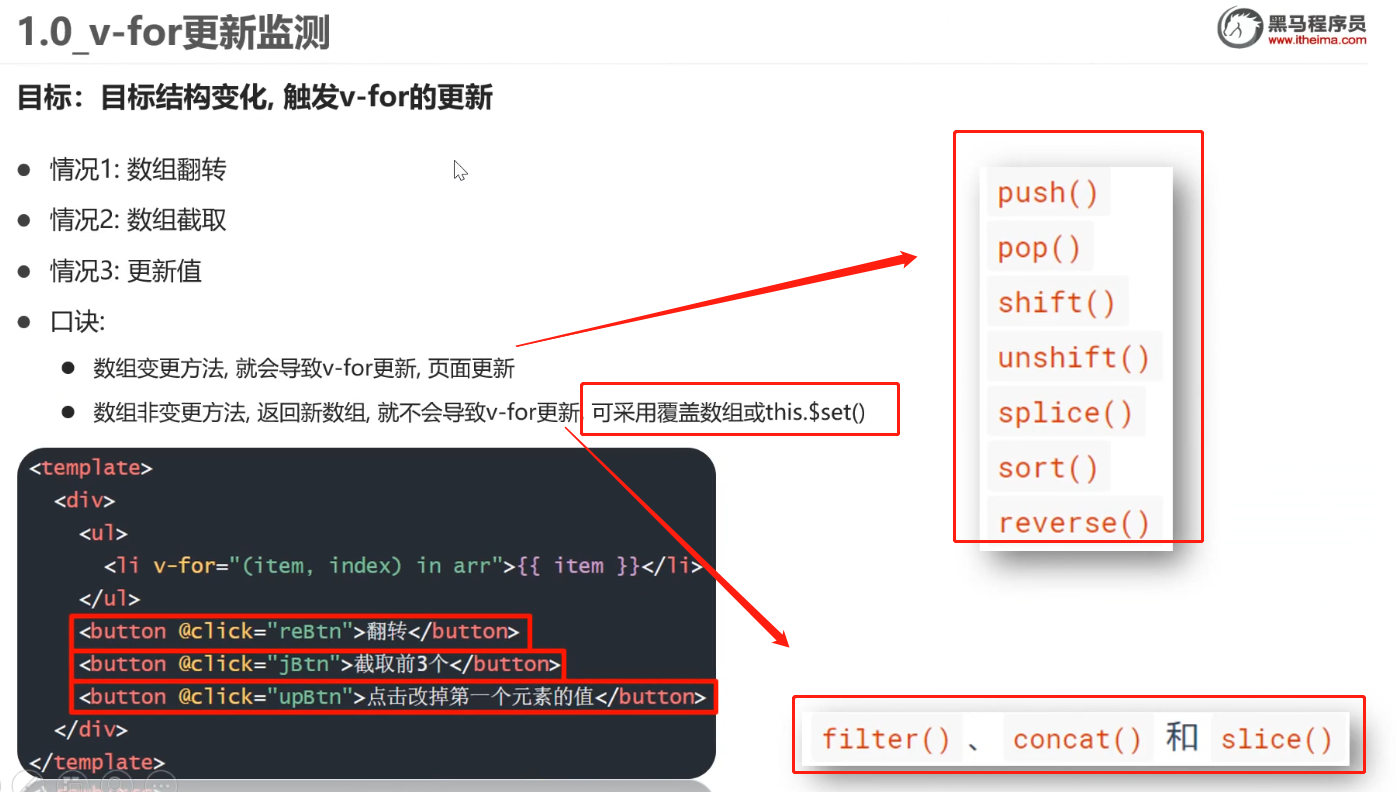 1.0_v-for更新监测
黑马程序员
www.itheima.com
目标：目标结构变化, 触发v-for的更新
情况1: 数组翻转
情况2: 数组截取
情况3: 更新值
口诀:
数组变更方法, 就会导致v-for更新, 页面更新
数组非变更方法, 返回新数组, 就不会导致v-for更新 可采用覆盖数组或this.$set()
<template>
<div>
<ul>
<li v-for="(item, index) in arr">{{ item }}</li>
</ul>
<button @click="reBtn">翻转</button>
<button @click="jBtn">截取前3个</button>
<button @click="upBtn">点击改掉第一个元素的值</button>
</div>
</template>
push()
pop()
shift()
unshift()
splice()
sort()
reverse()
filter() 、 concat() 和 slice()